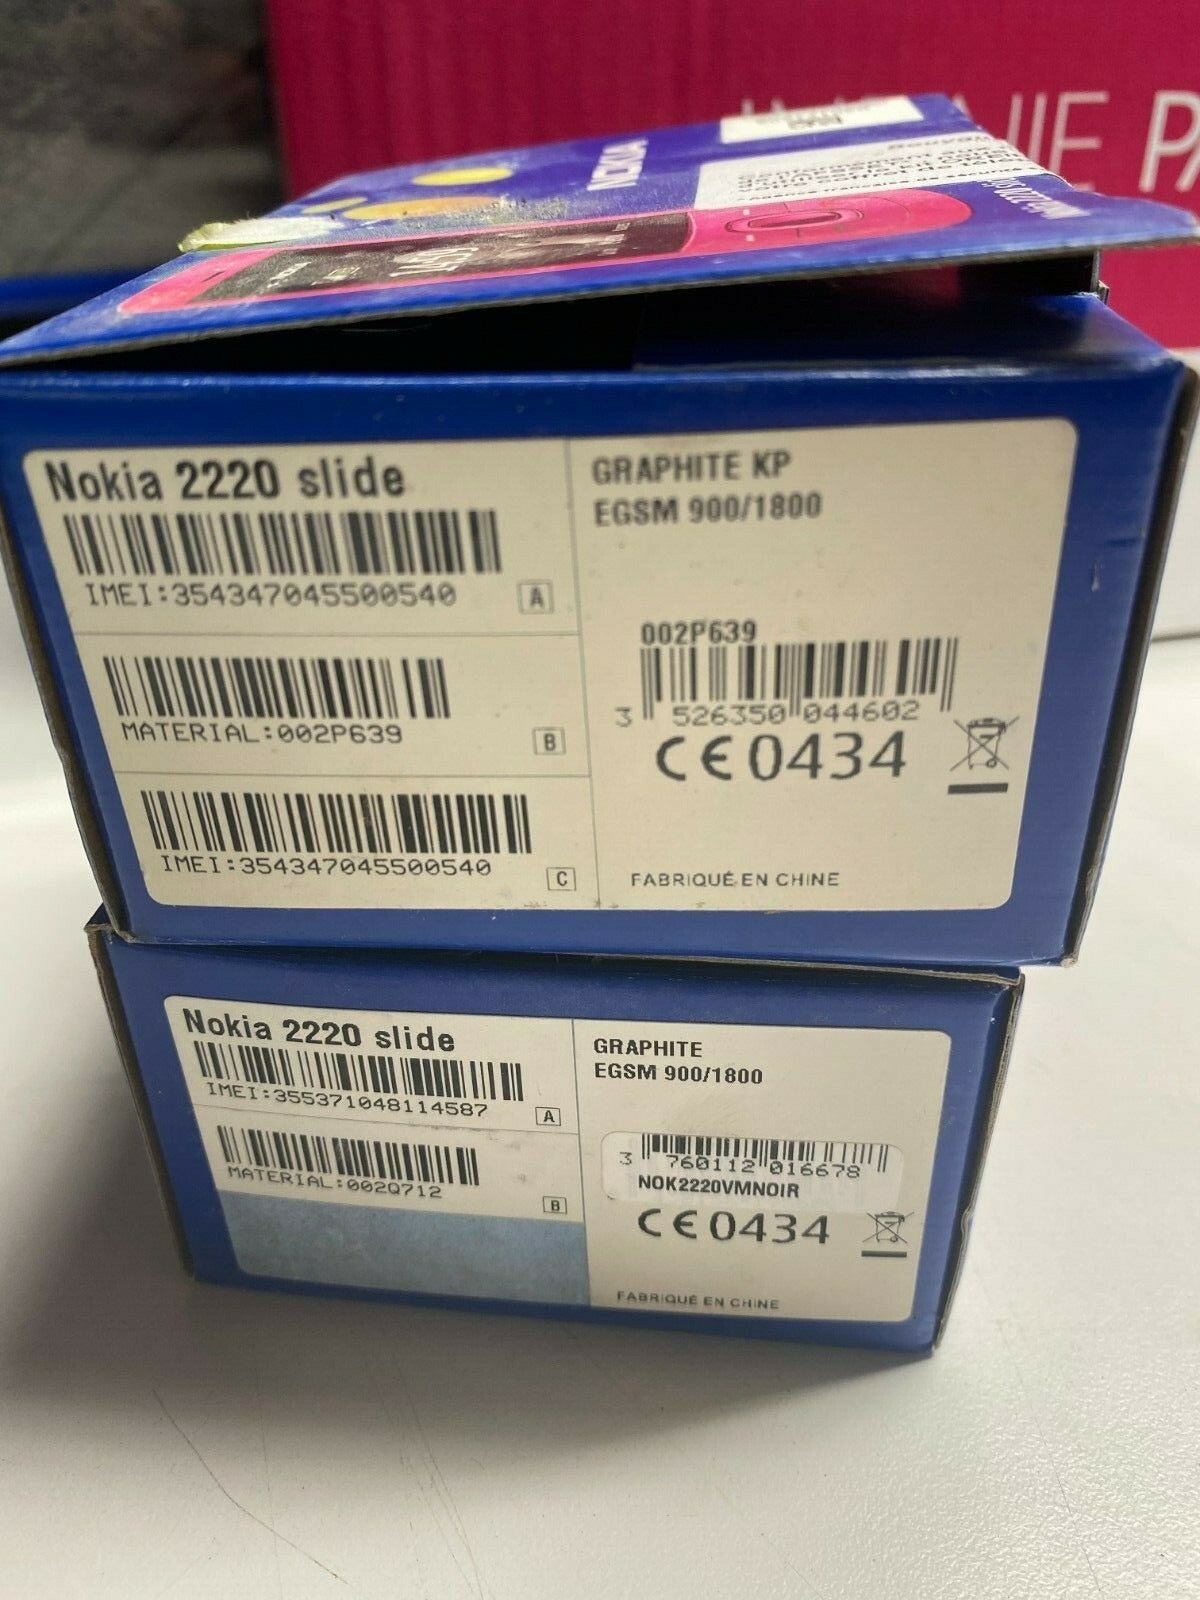 NIE PA
NOKIA
Nokia 2220 slide
GRAPHITE KP
EGSM 900/1800
IMEI:354347045500540
A
MATERIAL:002P639
B
IMEI:354347045500540
C
002P639
3 526350 044602
CE0434
FABRIQUÉ EN CHINE
Nokia 2220 slide
GRAPHITE
EGSM 900/1800
IMEI:355371048114587
A
MATERIAL:002Q712
B
3 760112 016678
NOK2220VMNOIR
CE0434
FABRIQUÉ EN CHINE